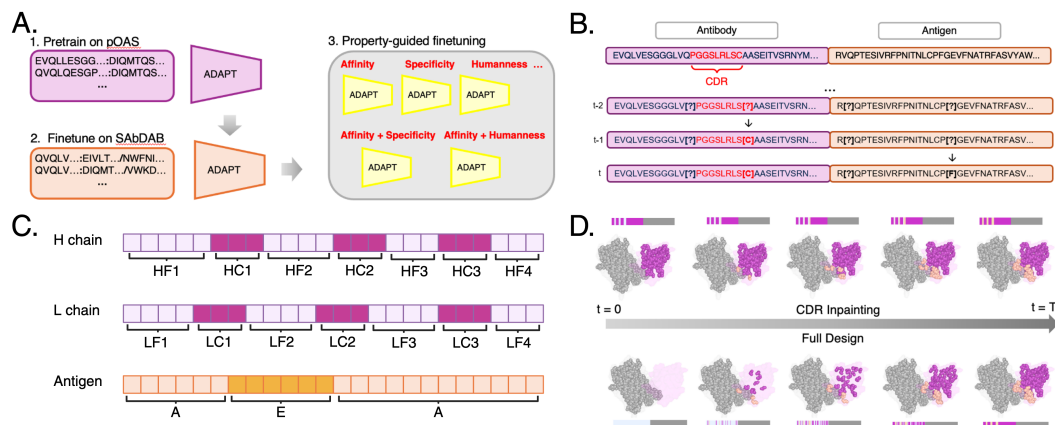 A.
1. Pretrain on pOAS
EVQLLESGG…:DIQMTQS…
QVQLQESGP…:DIQMTQS…
...
ADAPT
2. Finetune on SAbDAB
QVQLV…:EIVLT…/NWFNI…
QVQLV…:DIQMT…/VWKD…
...
ADAPT
3. Property-guided finetuning
Affinity Specificity Humanness …
ADAPT ADAPT ADAPT
Affinity + Specificity Affinity + Humanness
ADAPT ADAPT
B.
Antibody Antigen
EVQLVESGGGLVQPGGSLRLSCAASEITVSRNYM… RVQPTESIVRFPNITNLCPFGEVFNATRFASVYAW…
CDR
...
t-2 EVQLVESGGGLV[?]PGGSLRLS[?]AASEITVSRN… R[?]QPTESIVRFPNITNLCP[?]GEVFNATRFASV…
t-1 EVQLVESGGGLV[?]PGGSLRLS[C]AASEITVSRN… R[?]QPTESIVRFPNITNLCP[?]GEVFNATRFASV…
t EVQLVESGGGLV[?]PGGSLRLS[C]AASEITVSRN… R[?]QPTESIVRFPNITNLCP[F]GEVFNATRFASV…
C.
H chain
HF1 HC1 HF2 HC2 HF3 HC3 HF4
L chain
LF1 LC1 LF2 LC2 LF3 LC3 LF4
Antigen
A E A
D.
t = 0 CDR Inpainting t = T
Full Design